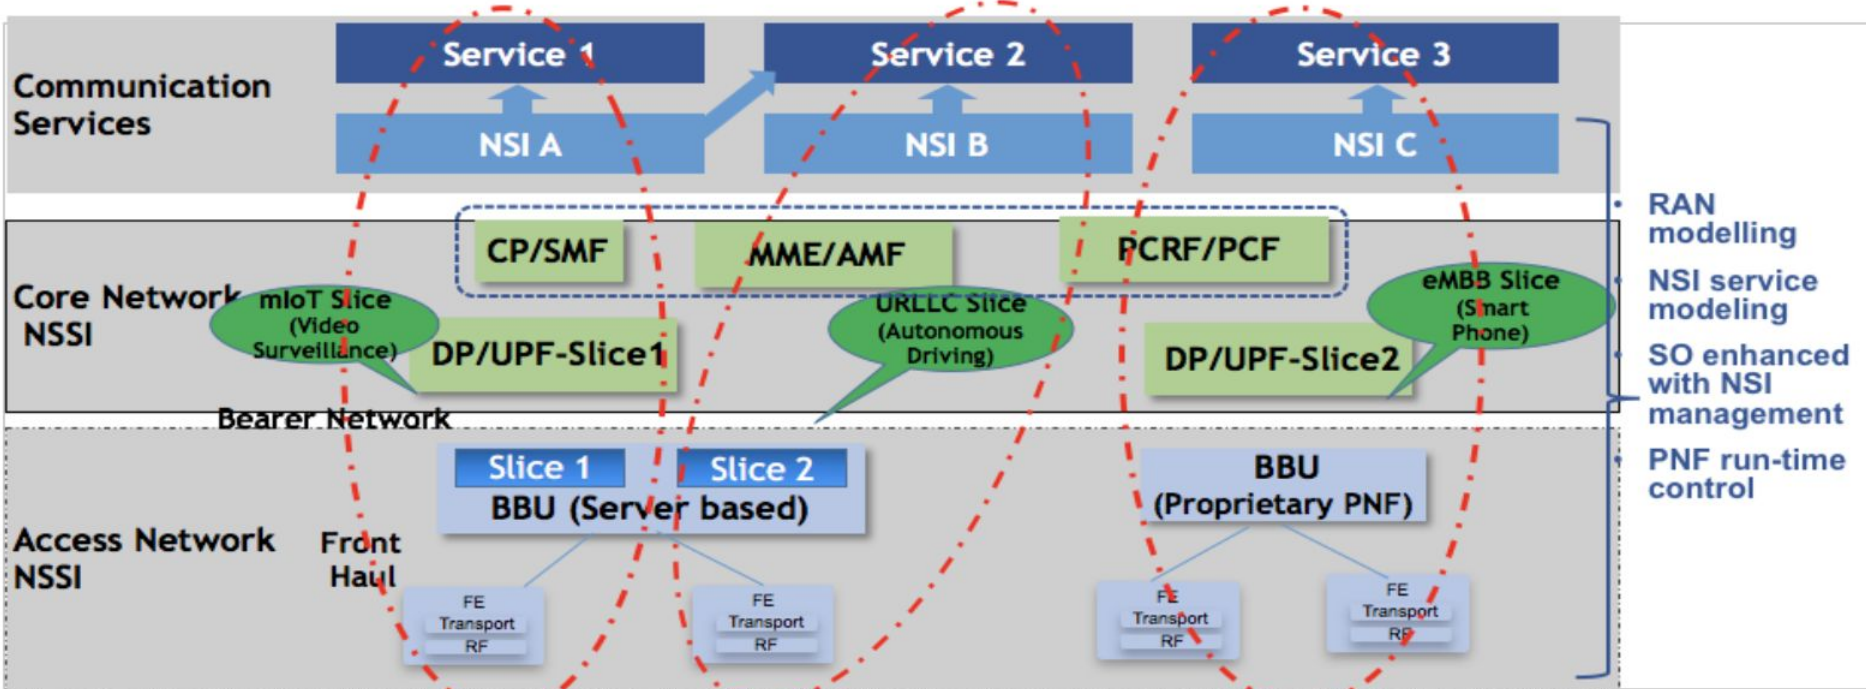 Communication
Services
Service 1
Service 2
Service 3
NSI A
NSI B
NSI C
Core Network
NSSI
CP/SMF
MME/AMF
PCRF/PCF
mIoT Slice
(Video
Surveillance)
DP/UPF-Slice1
URLLC Slice
(Autonomous
Driving)
DP/UPF-Slice2
eMBB Slice
(Smart
Phone)
Bearer Network
Access Network
NSSI
Front
Haul
Slice 1
Slice 2
BBU (Server based)
BBU
(Proprietary PNF)
FE
Transport
RF
FE
Transport
RF
FE
Transport
RF
FE
Transport
RF
• RAN
modelling
• NSI service
modeling
• SO enhanced
with NSI
management
• PNF run-time
control